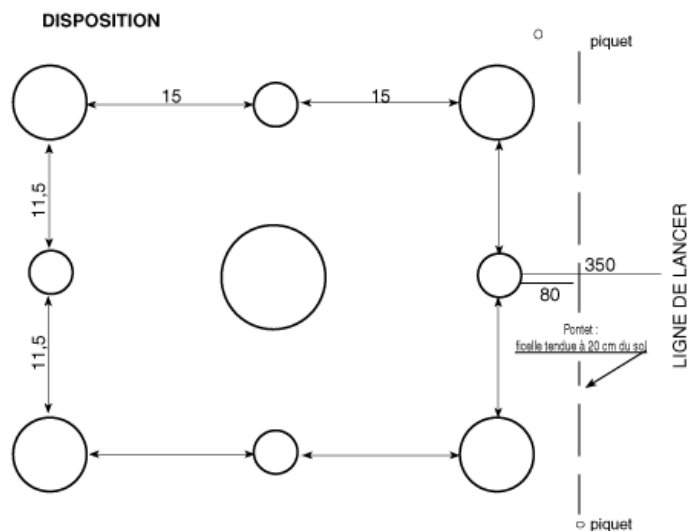 DISPOSITION
piquet
15
15
11,5
350
80
LIGNE DE LANCER
Pontet :
ficelle tendue à 20 cm du sol
11,5
piquet